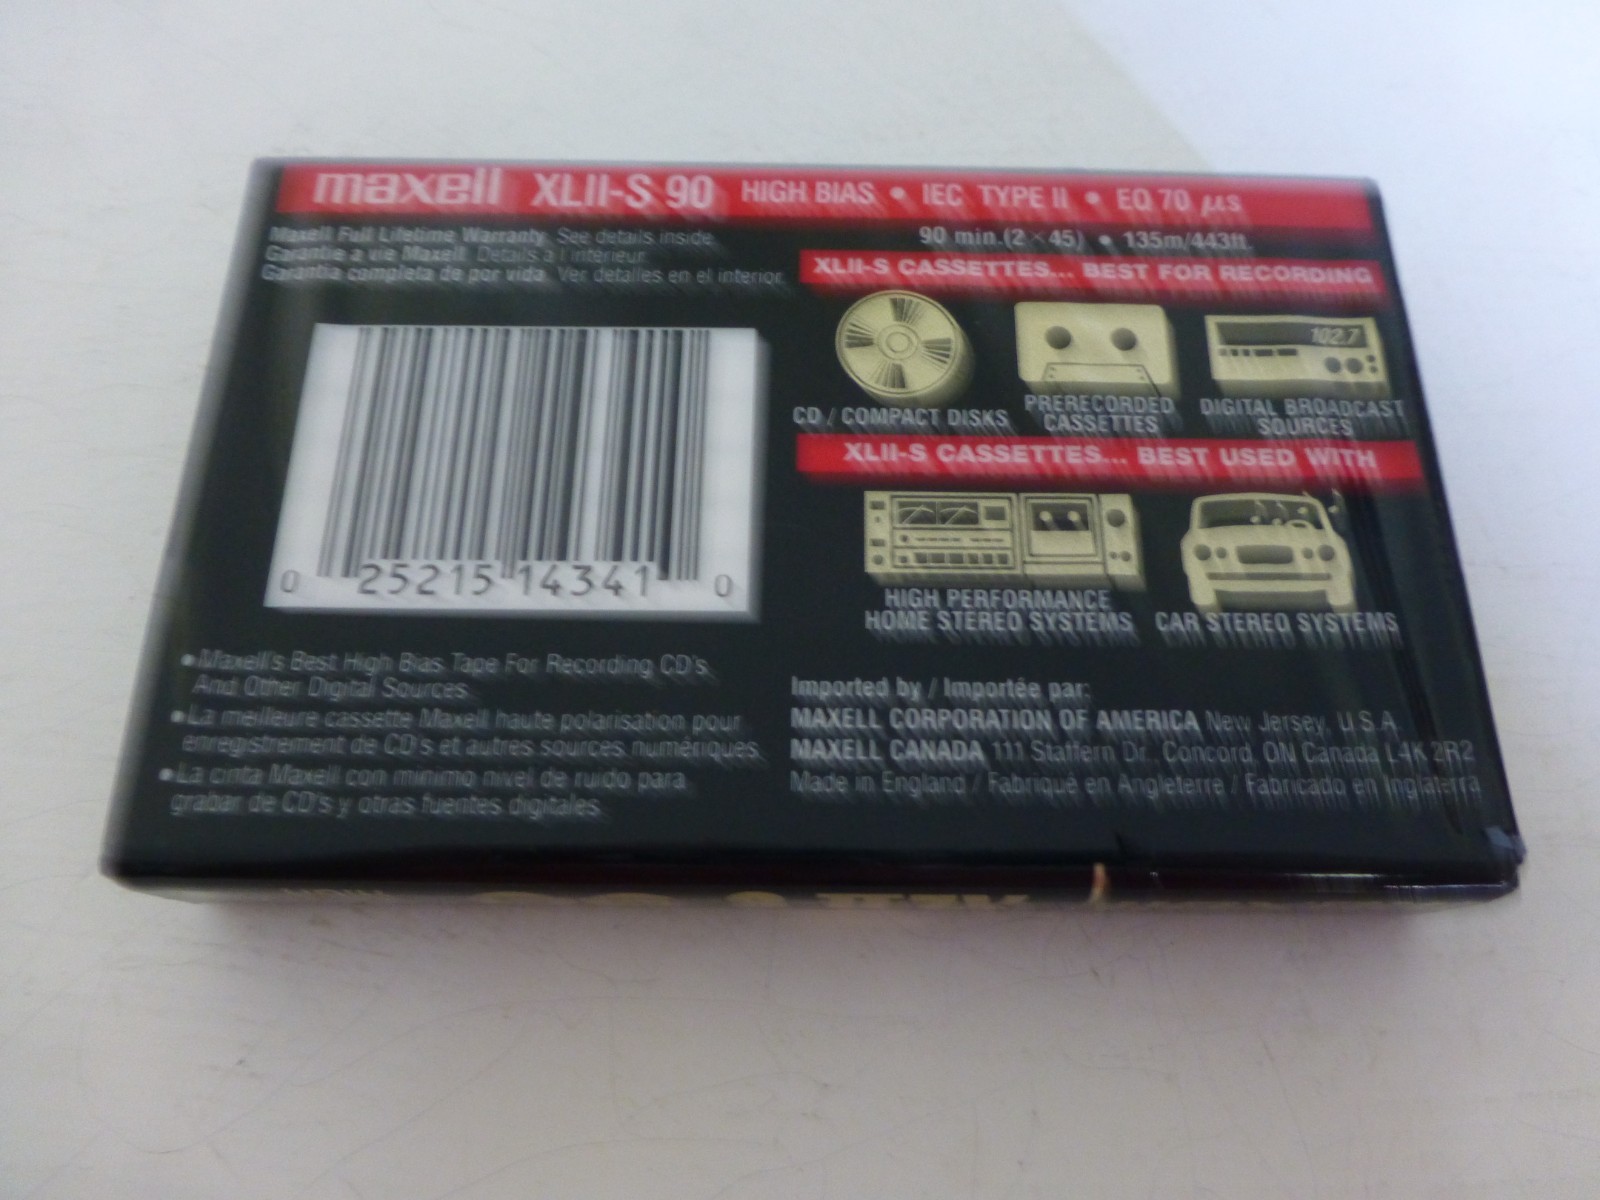 maxell XLII-S 90 HIGH BIAS • IEC TYPE II • EQ 70 µs
Maxell Full Lifetime Warranty. See details inside.
Garantie a vie Maxell. Détails à l'intérieur.
Garantia completa de por vida. Ver detalles en el interior.
90 min.(2×45) • 135m/443ft.
XLII-S CASSETTES... BEST FOR RECORDING
102.7
CD / COMPACT DISKS
PRERECORDED
CASSETTES
DIGITAL BROADCAST
SOURCES
XLII-S CASSETTES... BEST USED WITH
HIGH PERFORMANCE
HOME STEREO SYSTEMS
CAR STEREO SYSTEMS
0 25215 14341 0
•Maxell's Best High Bias Tape For Recording CD's
And Other Digital Sources.
•La meilleure cassette Maxell haute polarisation pour
enregistrement de CD's et autres sources numériques.
•La cinta Maxell con minimo nivel de ruido para
grabar de CD's y otras fuentes digitales.
Imported by / Importée par:
MAXELL CORPORATION OF AMERICA New Jersey, U.S.A.
MAXELL CANADA 111 Staffern Dr., Concord, ON Canada L4K 2R2
Made in England / Fabriqué en Angleterre / Fabricado en Inglaterra